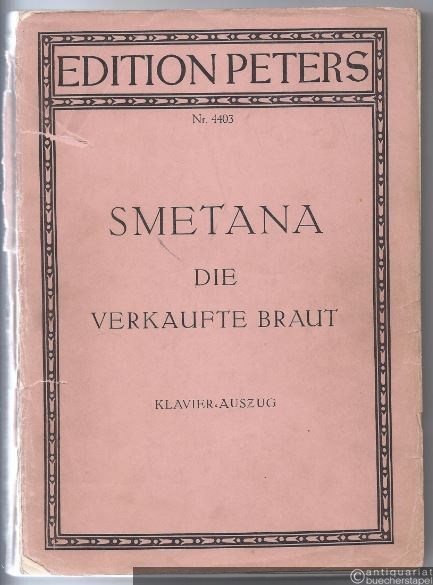 EDITION PETERS
Nr. 4403
SMETANA
DIE
VERKAUFTE BRAUT
KLAVIER-AUSZUG
©antiquariat
buecherstapel